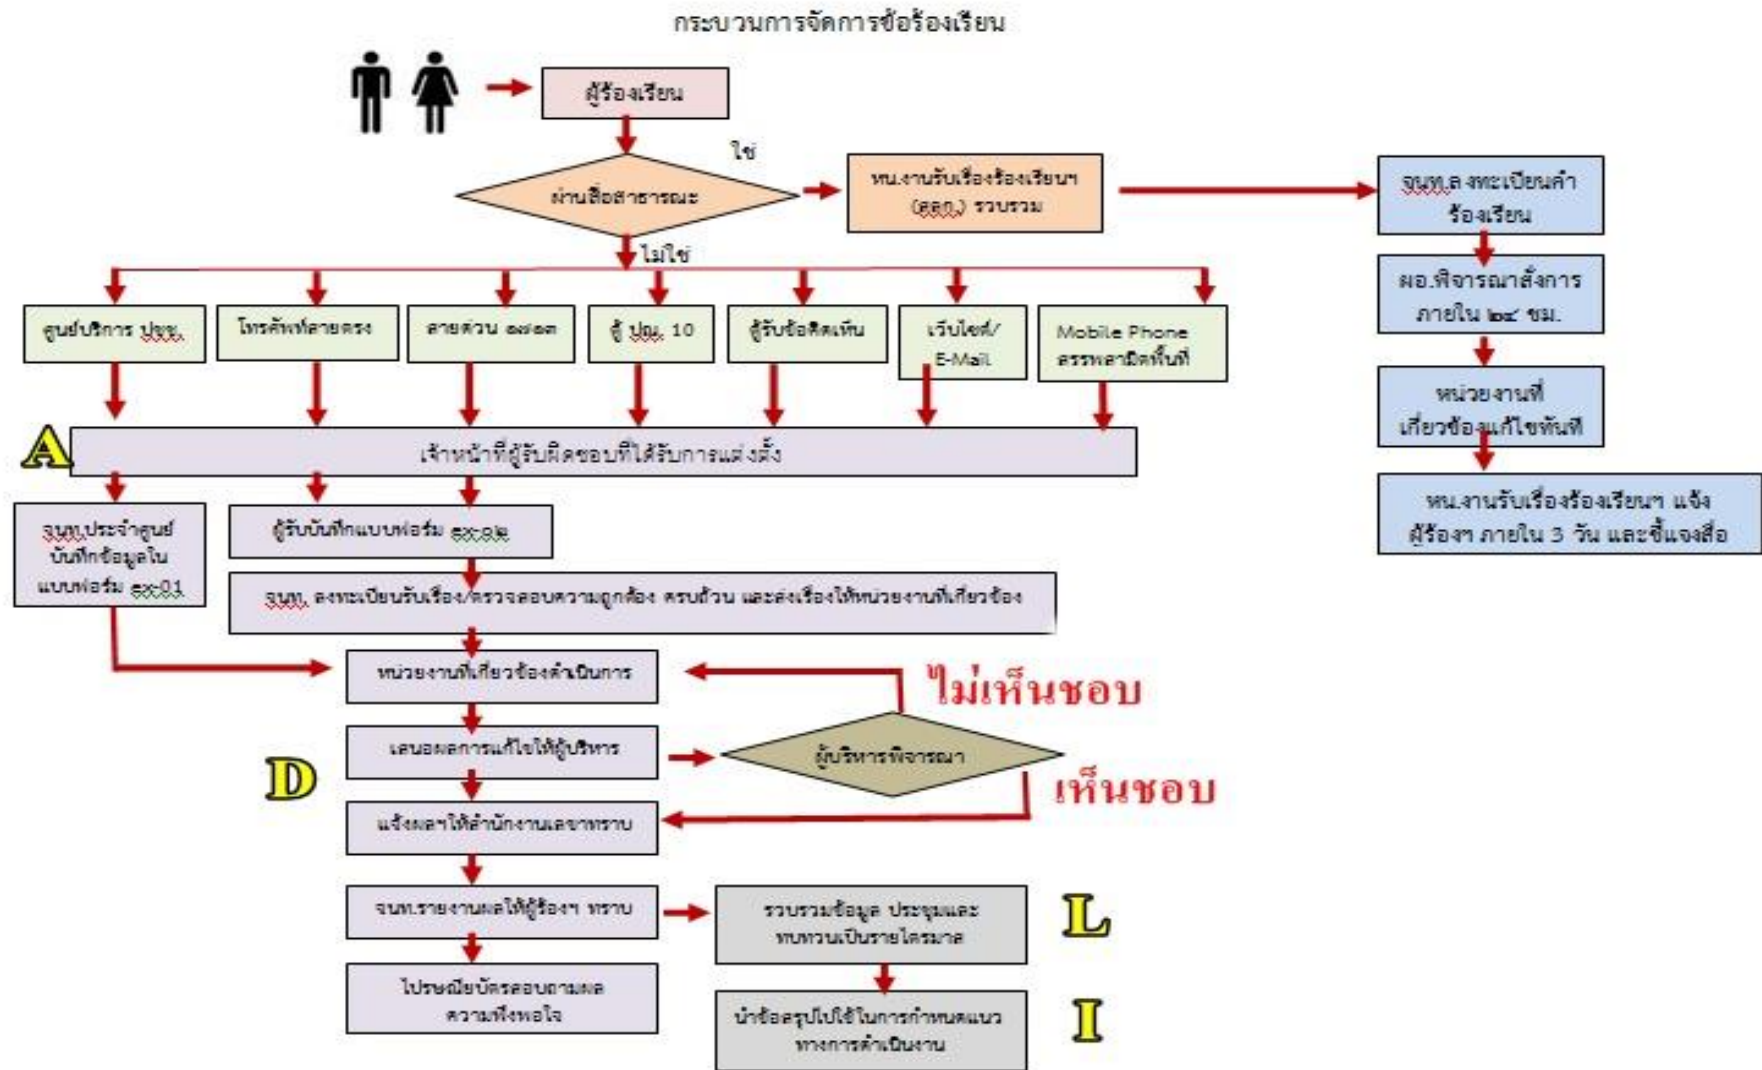 กระบวนการจัดการข้อร้องเรียน
ผู้ร้องเรียน
ใช่
ผ่านสื่อสาธารณะ
หน.งานรับเรื่องร้องเรียนฯ
(สลก.) รวบรวม
จนท.ลงทะเบียนคำ
ร้องเรียน
ไม่ใช่
ผอ.พิจารณาสั่งการ
ภายใน ๒๔ ชม.
ศูนย์บริการ ปชช.
โทรศัพท์สายตรง
สายด่วน ๑๗๑๓
ตู้ ปณ. 10
ตู้รับข้อคิดเห็น
เว็บไซต์/
E-Mail
Mobile Phone
สรรพสามิตพื้นที่
หน่วยงานที่
เกี่ยวข้องแก้ไขทันที
A
เจ้าหน้าที่ผู้รับผิดชอบที่ได้รับการแต่งตั้ง
หน.งานรับเรื่องร้องเรียนฯ แจ้ง
ผู้ร้องฯ ภายใน 3 วัน และชี้แจงสื่อ
จนท.ประจำศูนย์
บันทึกข้อมูลใน
แบบฟอร์ม ex-01
ผู้รับบันทึกแบบฟอร์ม ex-๐๒
จนท. ลงทะเบียนรับเรื่อง/ตรวจสอบความถูกต้อง ครบถ้วน และส่งเรื่องให้หน่วยงานที่เกี่ยวข้อง
หน่วยงานที่เกี่ยวข้องดำเนินการ
ไม่เห็นชอบ
เสนอผลการแก้ไขให้ผู้บริหาร
ผู้บริหารพิจารณา
D
เห็นชอบ
แจ้งผลฯให้สำนักงานเลขาทราบ
จนท.รายงานผลให้ผู้ร้องฯ ทราบ
รวบรวมข้อมูล ประชุมและ
ทบทวนเป็นรายไตรมาส
L
ไปรษณียบัตรสอบถามผล
ความพึงพอใจ
นำข้อสรุปไปใช้ในการกำหนดแนว
ทางการดำเนินงาน
I